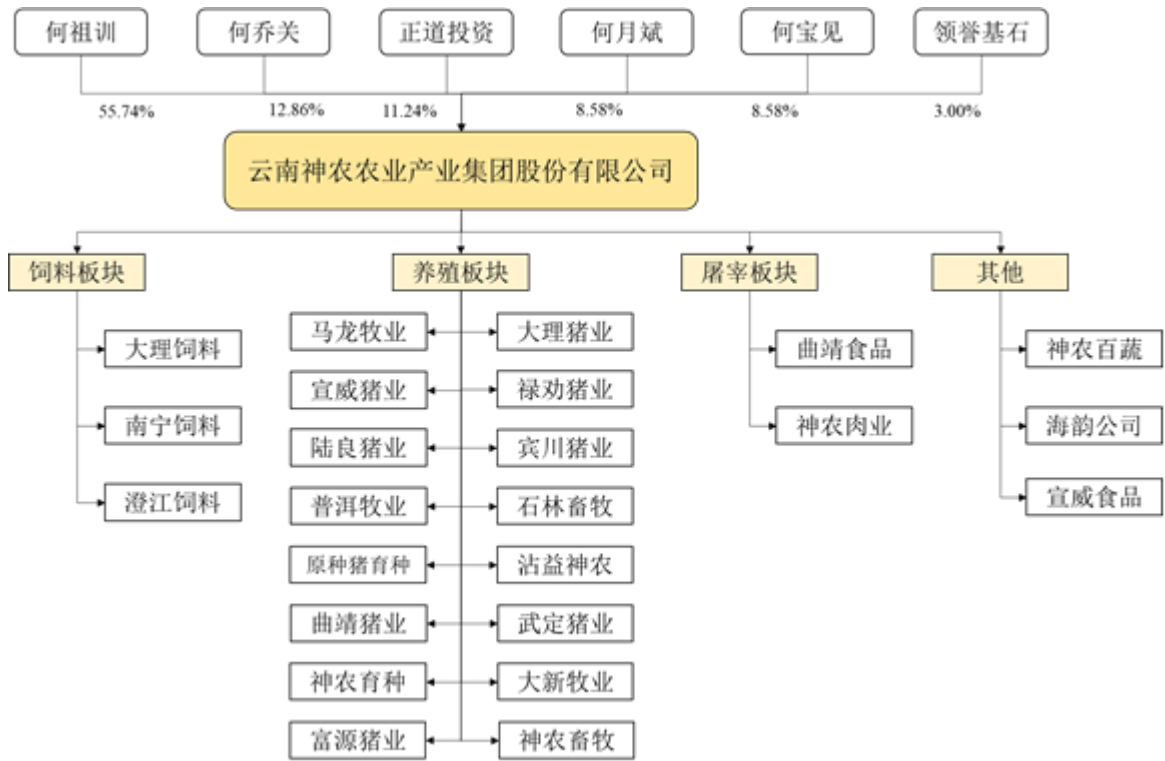 何祖训 何乔关 正道投资 何月斌 何宝见 领誉基石
55.74% 12.86% 11.24% 8.58% 8.58% 3.00%
云南神农农业产业集团股份有限公司
饲料板块 养殖板块 屠宰板块 其他
大理饲料
南宁饲料
澄江饲料
马龙牧业 大理猪业
宣威猪业 禄劝猪业
陆良猪业 宾川猪业
普洱牧业 石林畜牧
原种猪育种 沾益神农
曲靖猪业 武定猪业
神农育种 大新牧业
富源猪业 神农畜牧
曲靖食品
神农肉业
神农百蔬
海韵公司
宣威食品